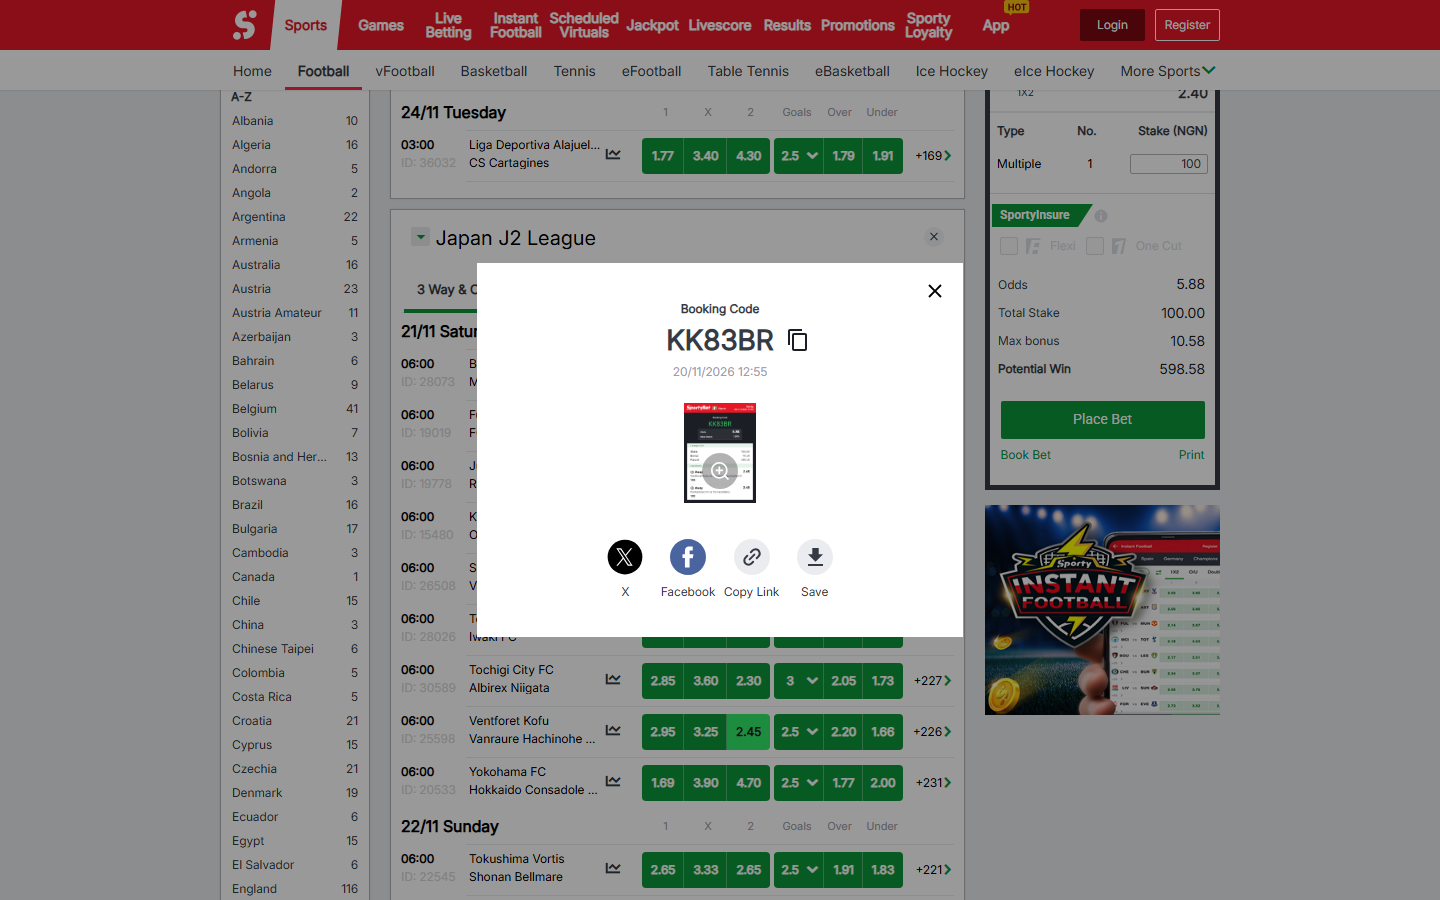 Sports
Games
Live Betting
Instant Football
Scheduled Virtuals
Jackpot
Livescore
Results
Promotions
Sporty Loyalty
App
HOT
Login
Register
Home
Football
vFootball
Basketball
Tennis
eFootball
Table Tennis
eBasketball
Ice Hockey
eIce Hockey
More Sports
A-Z
Albania 10
Algeria 16
Andorra 5
Angola 2
Argentina 22
Armenia 5
Australia 16
Austria 23
Austria Amateur 11
Azerbaijan 3
Bahrain 6
Belarus 9
Belgium 41
Bolivia 7
Bosnia and Her... 13
Botswana 3
Brazil 16
Bulgaria 17
Cambodia 3
Canada 1
Chile 15
China 3
Chinese Taipei 6
Colombia 5
Costa Rica 5
Croatia 21
Cyprus 15
Czechia 21
Denmark 19
Ecuador 6
Egypt 15
El Salvador 6
England 116
24/11 Tuesday 1 X 2 Goals Over Under
03:00 Liga Deportiva Alajuel...
ID: 36032 CS Cartagines
1.77 3.40 4.30 2.5 1.79 1.91 +169
Japan J2 League
3 Way & O
21/11 Satur
06:00 B
ID: 28073 M
06:00
ID: 19019
06:00
ID: 19778 R
06:00 K
ID: 15480 O
06:00 S
ID: 26508 V
06:00
ID: 28026 Iwaki FC
06:00 Tochigi City FC
ID: 30589 Albirex Niigata
2.85 3.60 2.30 3 2.05 1.73 +227
06:00 Ventforet Kofu
ID: 25598 Vanraure Hachinohe ...
2.95 3.25 2.45 2.5 2.20 1.66 +226
06:00 Yokohama FC
ID: 20533 Hokkaido Consadole ...
1.69 3.90 4.70 2.5 1.77 2.00 +231
22/11 Sunday 1 X 2 Goals Over Under
06:00 Tokushima Vortis
ID: 22545 Shonan Bellmare
2.65 3.33 2.65 2.5 1.91 1.83 +221
Booking Code
KK83BR
20/11/2026 12:55
SportyBet
KK83BR
X
Facebook
Copy Link
Save
1X2 2.40
Type No. Stake (NGN)
Multiple 1 100
SportyInsure
Flexi
One Cut
Odds 5.88
Total Stake 100.00
Max bonus 10.58
Potential Win 598.58
Place Bet
Book Bet
Print
Sporty
INSTANT
FOOTBALL